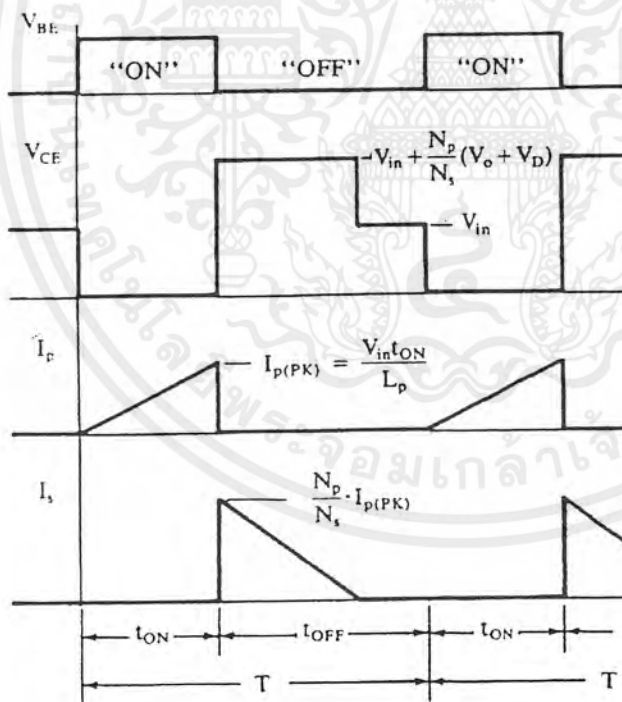 V_BE
"ON" "OFF" "ON"
V_CE
V_in + N_p/N_s (V_o + V_D)
V_in
I_p
I_p(PK) = V_in t_ON / L_p
I_s
N_p/N_s · I_p(PK)
t_ON t_OFF t_ON
T T